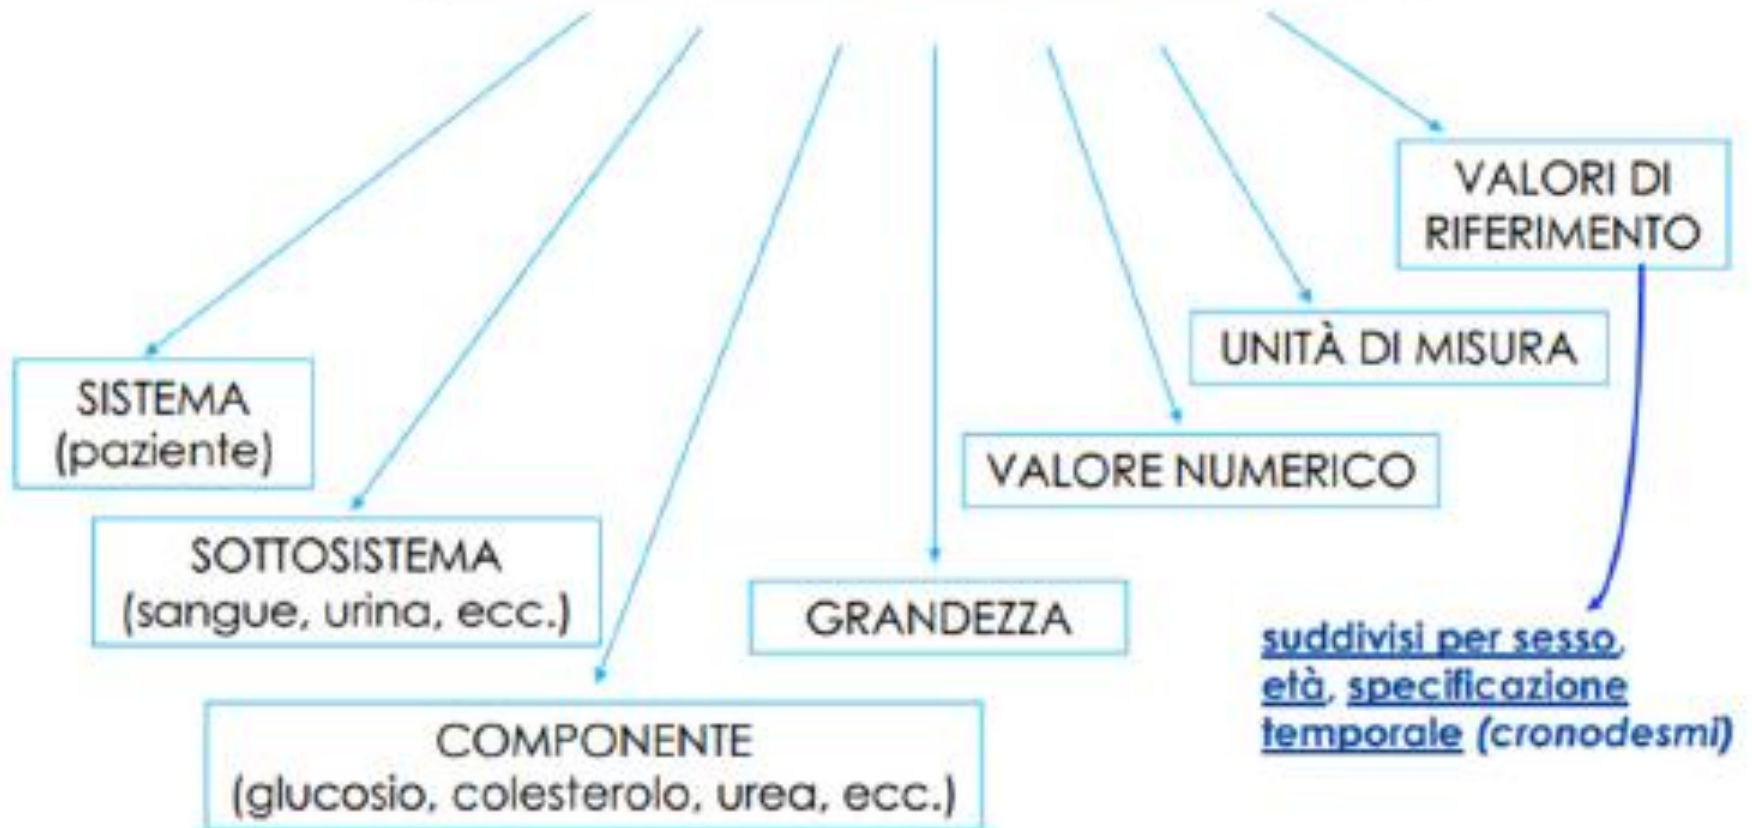 VALORI DI
RIFERIMENTO
UNITÀ DI MISURA
SISTEMA
(paziente)
VALORE NUMERICO
SOTTOSISTEMA
(sangue, urina, ecc.)
GRANDEZZA
suddivisi per sesso,
età, specificazione
temporale (cronodesmi)
COMPONENTE
(glucosio, colesterolo, urea, ecc.)